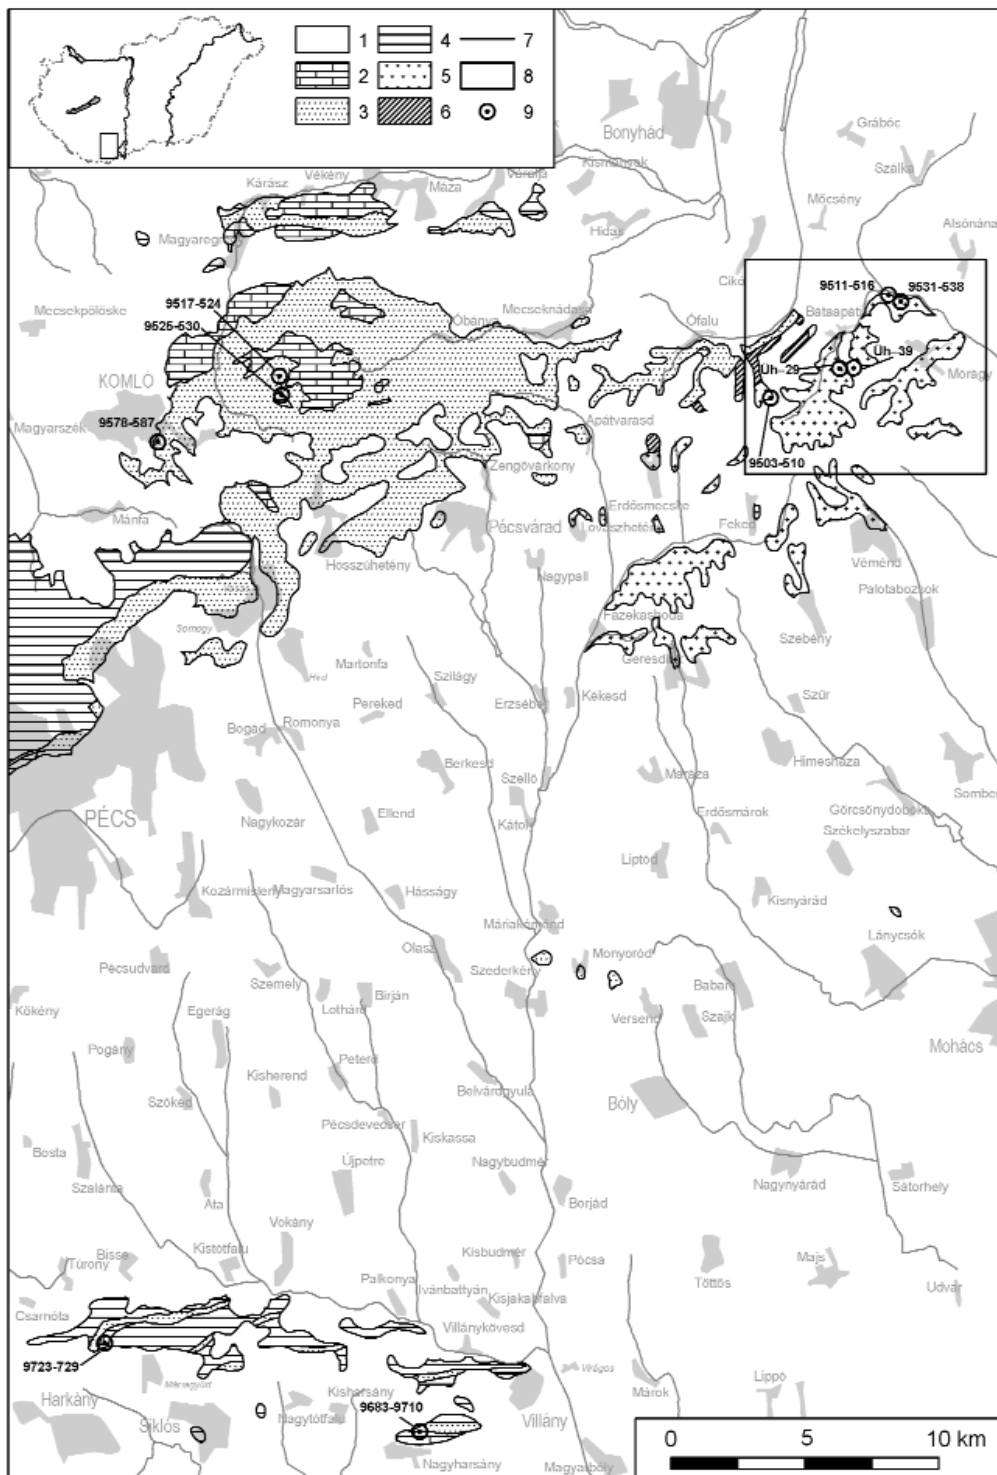 1 4 7
2 5 8
3 6 9
Bonyhád
Grábóc
Kismányok
Szálka
Váralja
Vékény
Máza
Kárász
Mőcsény
Alsónána
Hidas
Magyaregregy
Cikó
9511-516
9531-538
9517-524
Mecsekpölöske
Mecseknádasd
Óbánya
Ófalu
Bátaapáti
9525-530
Üh–39
Üh–29
Mórágy
KOMLÓ
9578-587
Magyarszék
Apátvarasd
9503-510
Zengővárkony
Erdősmecske
Mánfa
Pécsvárad
Lovászhetény
Feked
Hosszúhetény
Véménd
Nagypall
Palotabozsok
Fazekasboda
Somogy
Szebény
Martonfa
Geresdlak
Hird
Szilágy
Pereked
Erzsébet
Kékesd
Szűr
Romonya
Bogád
Berkesd
Szellő
Maráza
Himesháza
Somber
PÉCS
Nagykozár
Ellend
Kátoly
Erdősmárok
Görcsönydoboka
Székelyszabar
Liptód
Kozármisleny
Magyarsarlós
Hásságy
Kisnyárád
Máriakéménd
Lánycsók
Olasz
Monyoród
Pécsudvard
Szederkény
Szemely
Babarc
Kökény
Egerág
Lothárd
Birján
Versend
Szajk
Pogány
Mohács
Peterd
Kisherend
Belvárdgyula
Szőkéd
Bóly
Pécsdevecser
Kiskassa
Bosta
Újpetre
Nagybudmér
Szalánta
Nagynyárád
Sátorhely
Áta
Borjád
Vokány
Bisse
Kistótfalu
Kisbudmér
Pócsa
Majs
Túrony
Palkonya
Ivánbattyán
Töttös
Udvar
Csarnóta
Kisjakabfalva
Villánykövesd
9723-729
Virágos
Máriagyűd
Márok
Lippó
Harkány
Kisharsány
9683-9710
Siklós
Nagytótfalu
Villány
Nagyharsány
Magyarbóly
0 5 10 km